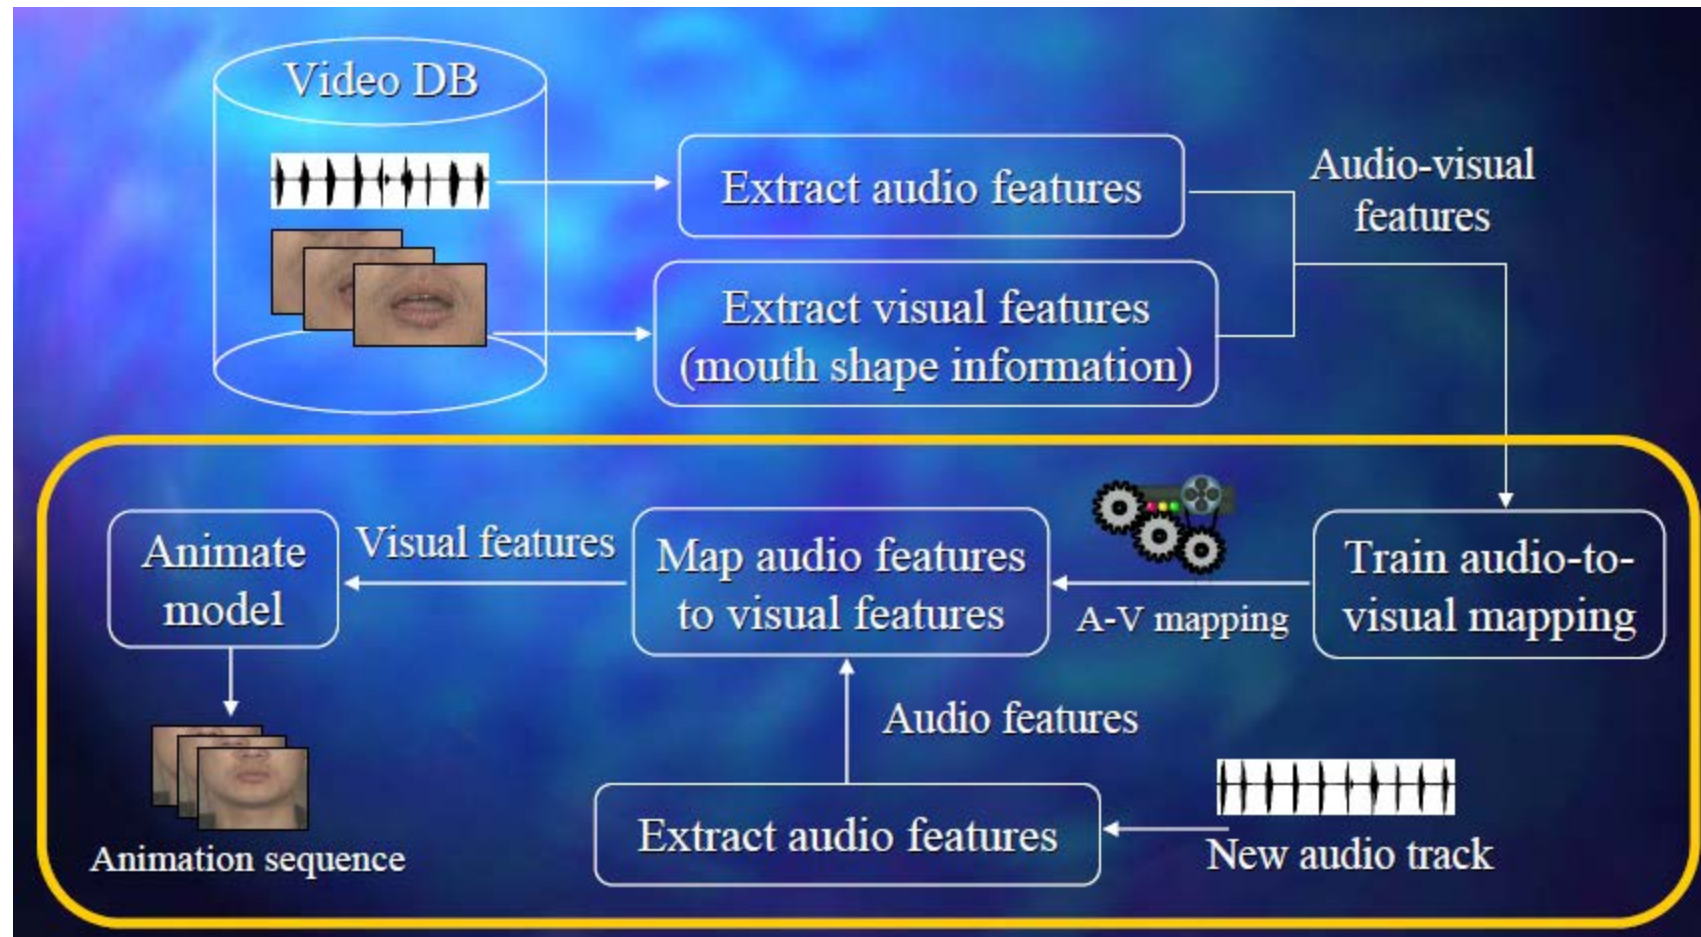 Video DB
Extract audio features
Audio-visual
features
Extract visual features
(mouth shape information)
Animate
model
Visual features
Map audio features
to visual features
A-V mapping
Train audio-to-
visual mapping
Audio features
Extract audio features
New audio track
Animation sequence